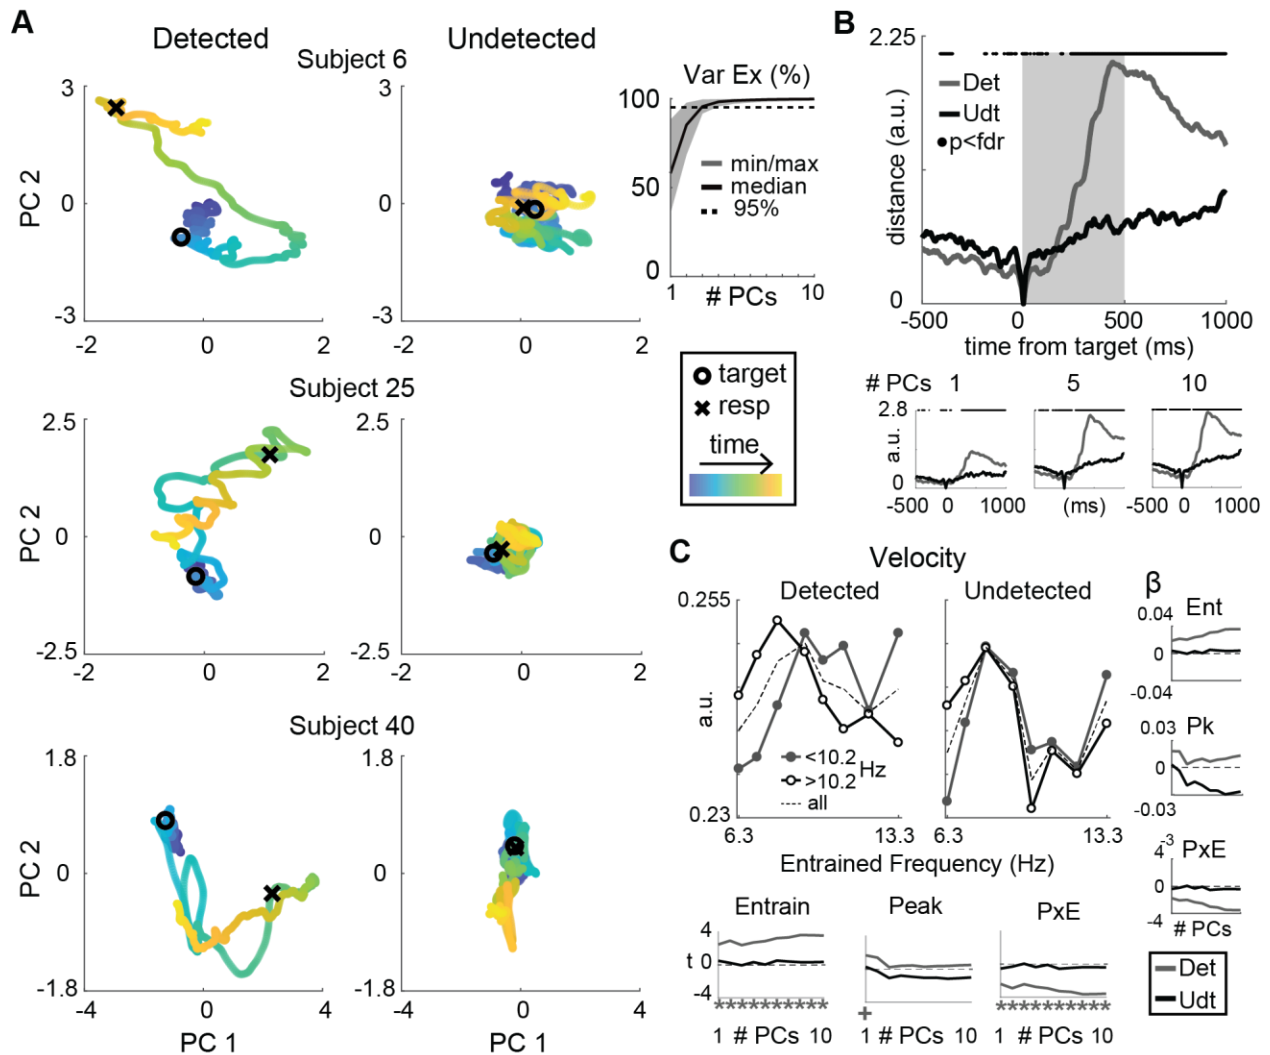 A
Detected
Undetected
Subject 6
3
0
-3
PC 2
-2
0
2
3
0
-3
-2
0
2
Var Ex (%)
100
50
0
min/max
median
95%
1
10
# PCs
Subject 25
2.5
0
-2.5
PC 2
-2
0
2
2.5
0
-2.5
-2
0
2
target
resp
time
Subject 40
1.8
0
-1.8
PC 2
-4
0
4
PC 1
1.8
0
-1.8
-4
0
4
PC 1
B
2.25
0
distance (a.u.)
Det
Udt
p<fdr
-500
0
500
1000
time from target (ms)
# PCs
1
5
10
2.8
a.u.
0
-500
0
1000
(ms)
-500
0
1000
C
Velocity
Detected
Undetected
0.255
a.u.
0.23
<10.2
>10.2
Hz
all
6.3
13.3
6.3
13.3
Entrained Frequency (Hz)
β
Ent
0.04
0
-0.04
Pk
0.03
0
-0.03
PxE
4-3
0
-4
# PCs
Entrain
Peak
PxE
4
t 0
-4
***********
+
***********
1 # PCs 10
1 # PCs 10
1 # PCs 10
Det
Udt